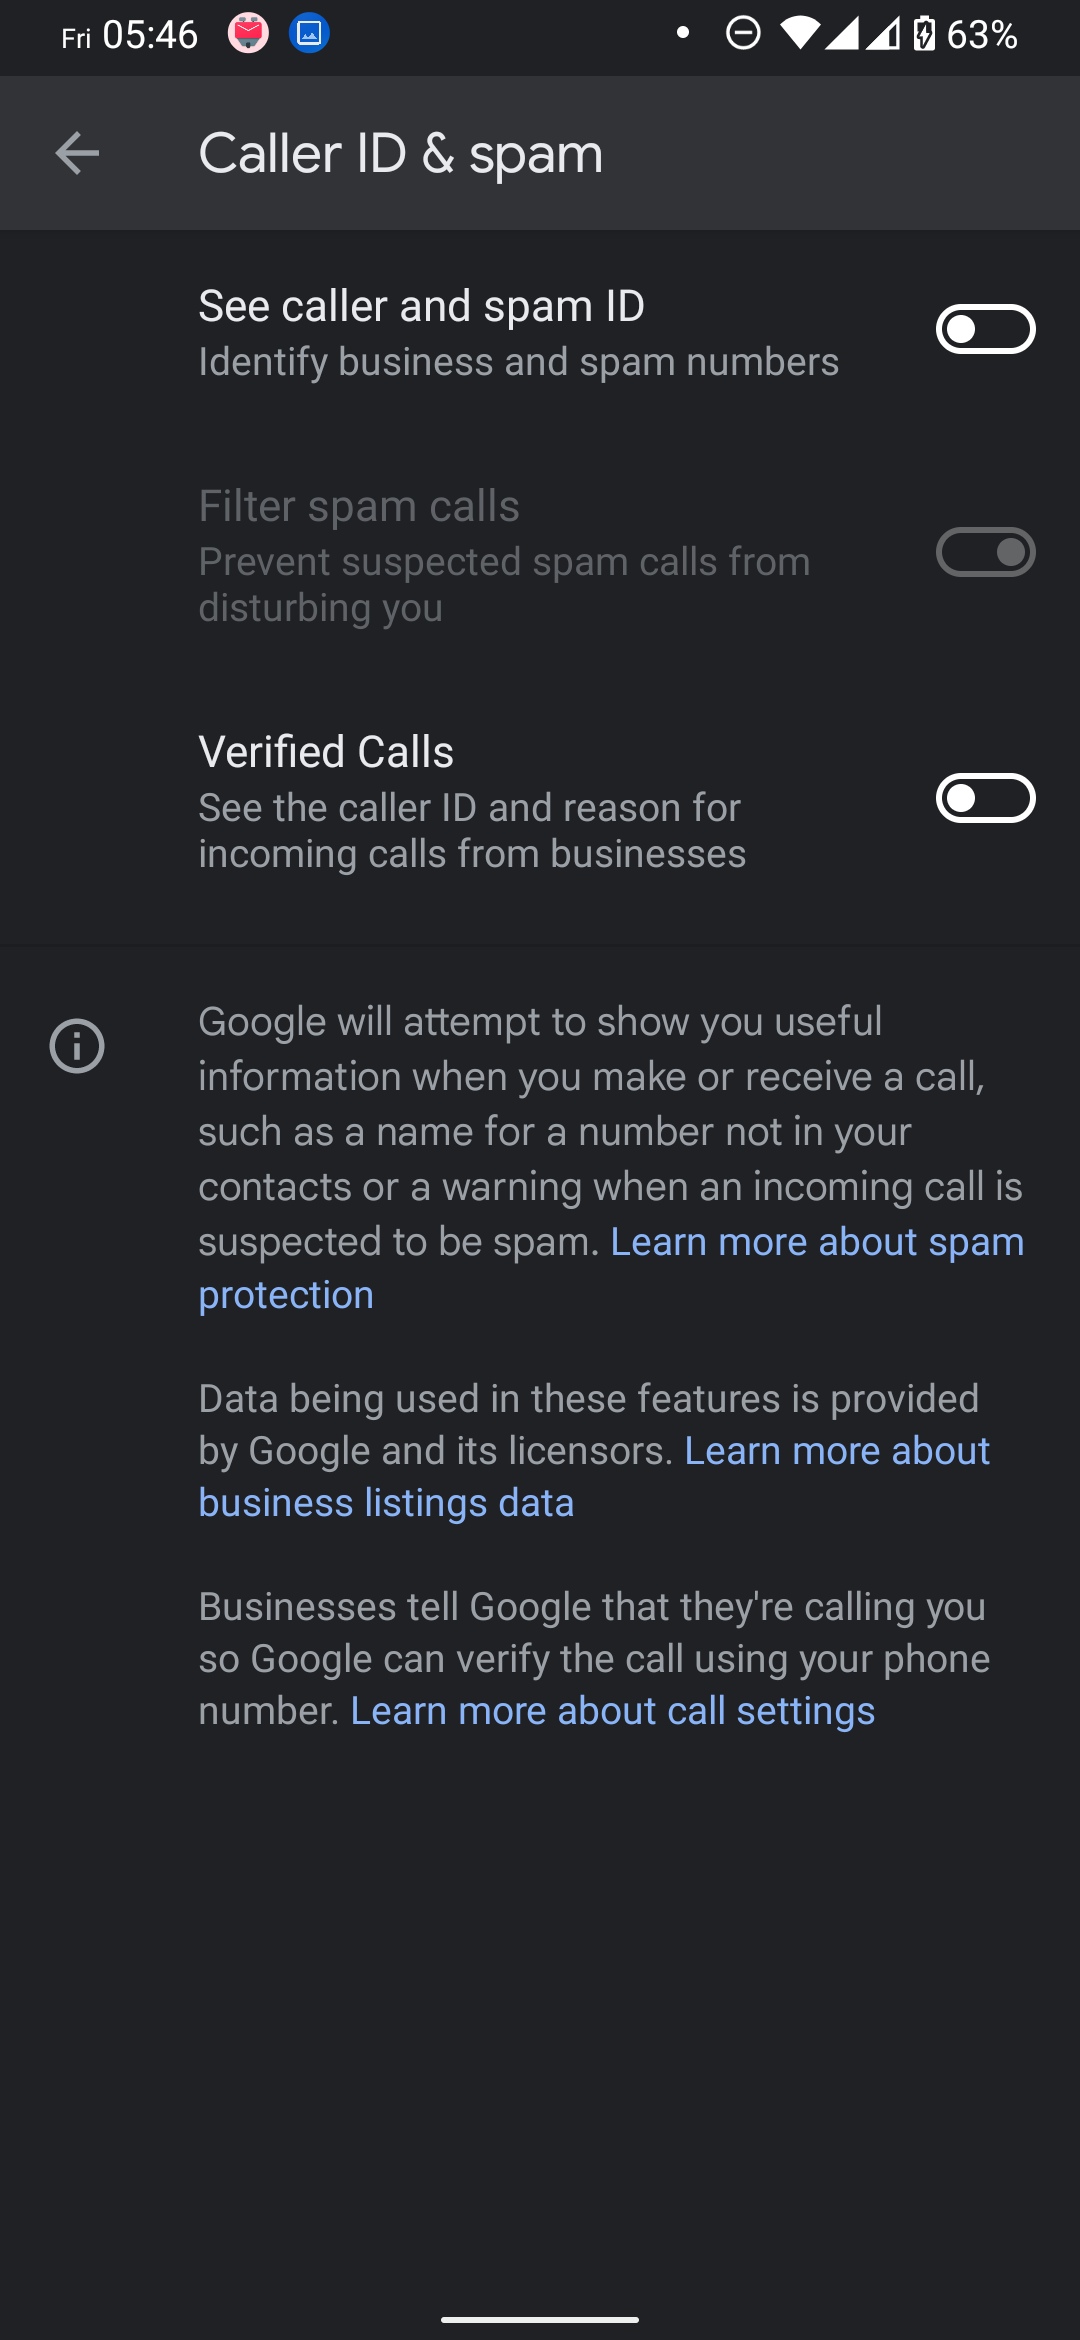 Fri 05:46 63%
Caller ID & spam
See caller and spam ID
Identify business and spam numbers
Filter spam calls
Prevent suspected spam calls from
disturbing you
Verified Calls
See the caller ID and reason for
incoming calls from businesses
Google will attempt to show you useful
information when you make or receive a call,
such as a name for a number not in your
contacts or a warning when an incoming call is
suspected to be spam. Learn more about spam
protection
Data being used in these features is provided
by Google and its licensors. Learn more about
business listings data
Businesses tell Google that they're calling you
so Google can verify the call using your phone
number. Learn more about call settings